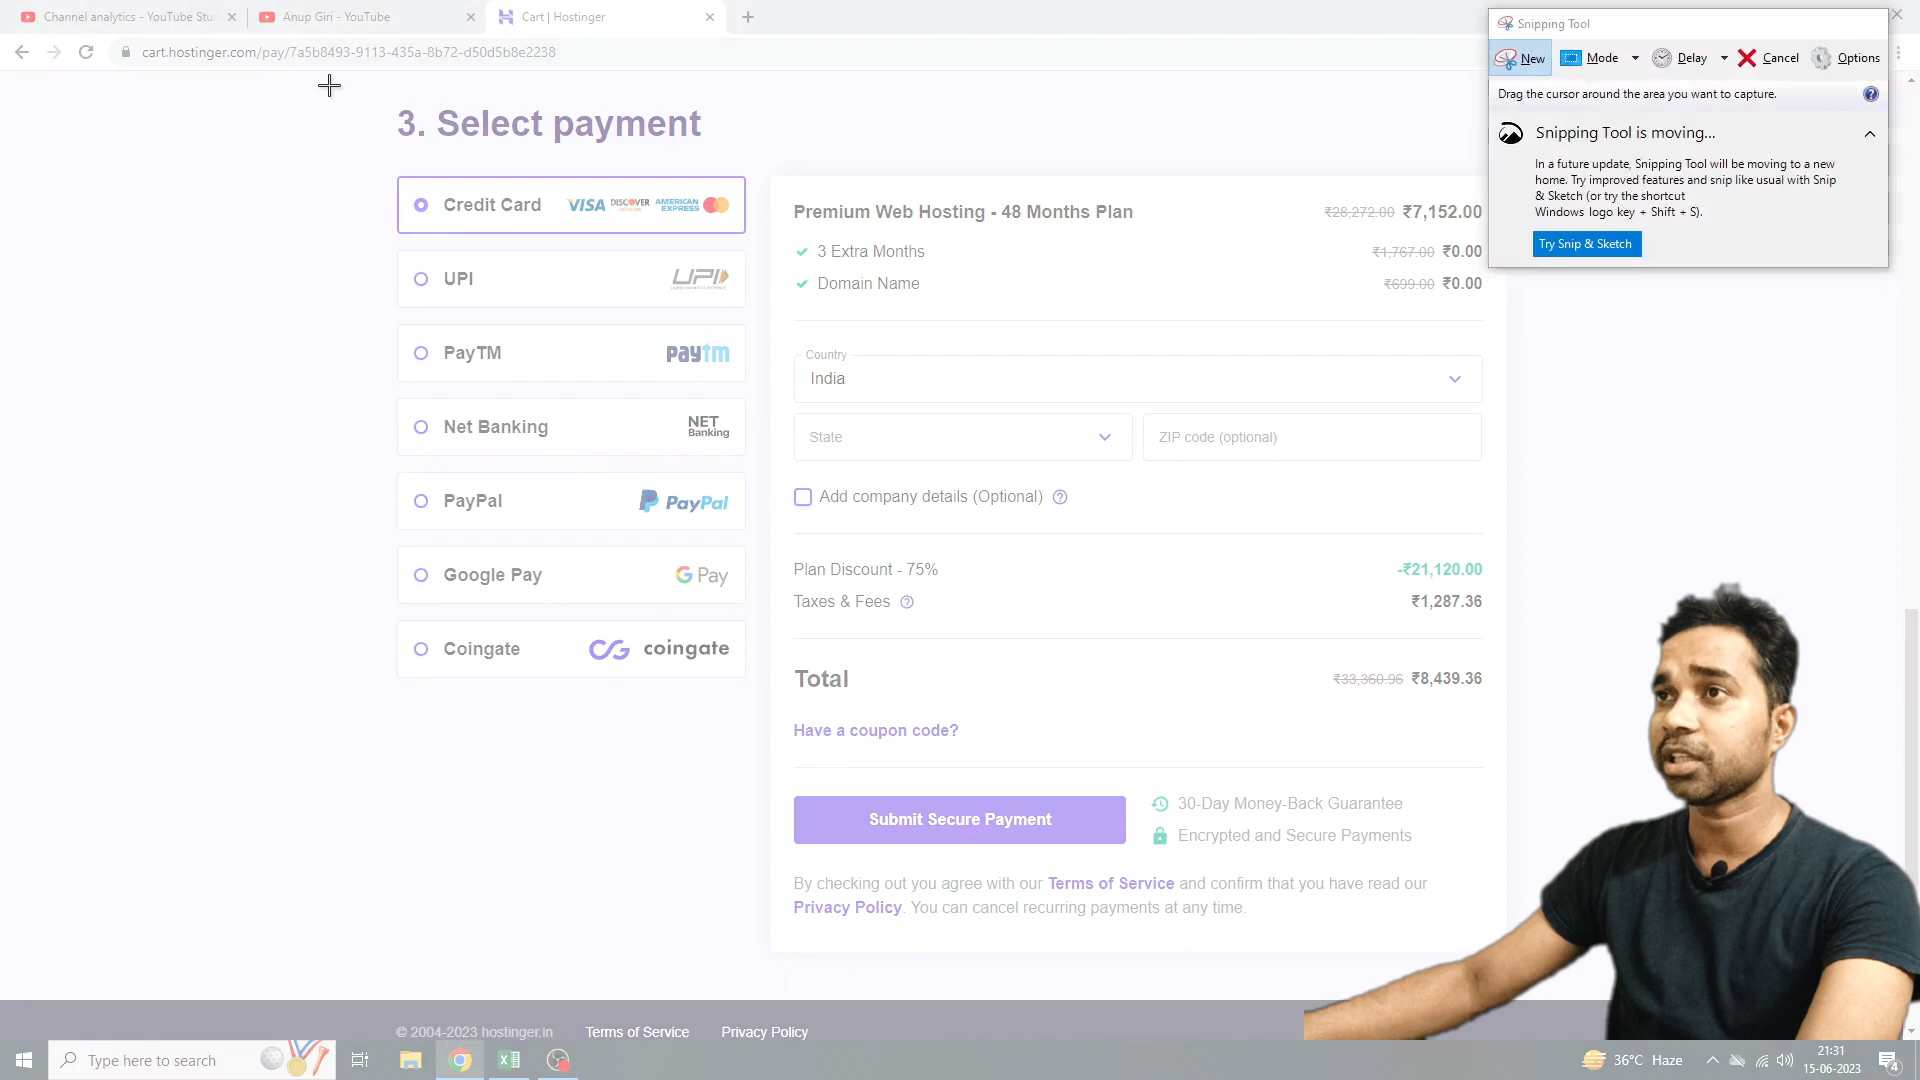 Channel analytics - YouTube Stu
Anup Giri - YouTube
Cart | Hostinger
cart.hostinger.com/pay/7a5b8493-9113-435a-8b72-d50d5b8e2238
Snipping Tool
New
Mode
Delay
Cancel
Options
Drag the cursor around the area you want to capture.
Snipping Tool is moving...
In a future update, Snipping Tool will be moving to a new
home. Try improved features and snip like usual with Snip
& Sketch (or try the shortcut
Windows logo key + Shift + S).
Try Snip & Sketch
3. Select payment
Credit Card VISA DISCOVER AMERICAN EXPRESS
UPI UPI
PayTM paytm
Net Banking NET Banking
PayPal PayPal
Google Pay G Pay
Coingate coingate
Premium Web Hosting - 48 Months Plan ₹28,272.00 ₹7,152.00
3 Extra Months ₹1,767.00 ₹0.00
Domain Name ₹699.00 ₹0.00
Country
India
State
ZIP code (optional)
Add company details (Optional)
Plan Discount - 75% -₹21,120.00
Taxes & Fees ₹1,287.36
Total ₹33,360.96 ₹8,439.36
Have a coupon code?
Submit Secure Payment
30-Day Money-Back Guarantee
Encrypted and Secure Payments
By checking out you agree with our Terms of Service and confirm that you have read our
Privacy Policy. You can cancel recurring payments at any time.
© 2004-2023 hostinger.in Terms of Service Privacy Policy
Type here to search
36°C Haze
21:31
15-06-2023
4